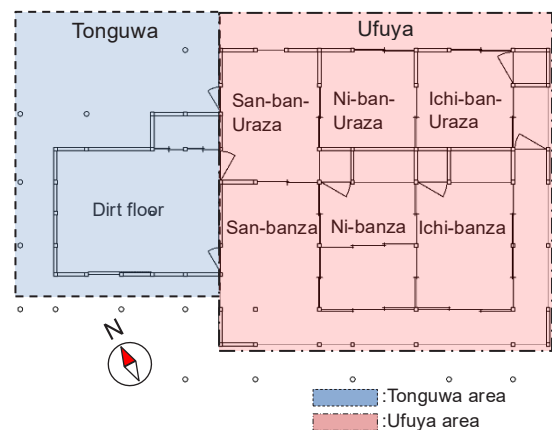 Tonguwa
Ufuya
San-ban-
Uraza
Ni-ban-
Uraza
Ichi-ban-
Uraza
Dirt floor
San-banza
Ni-banza
Ichi-banza
N
:Tonguwa area
:Ufuya area